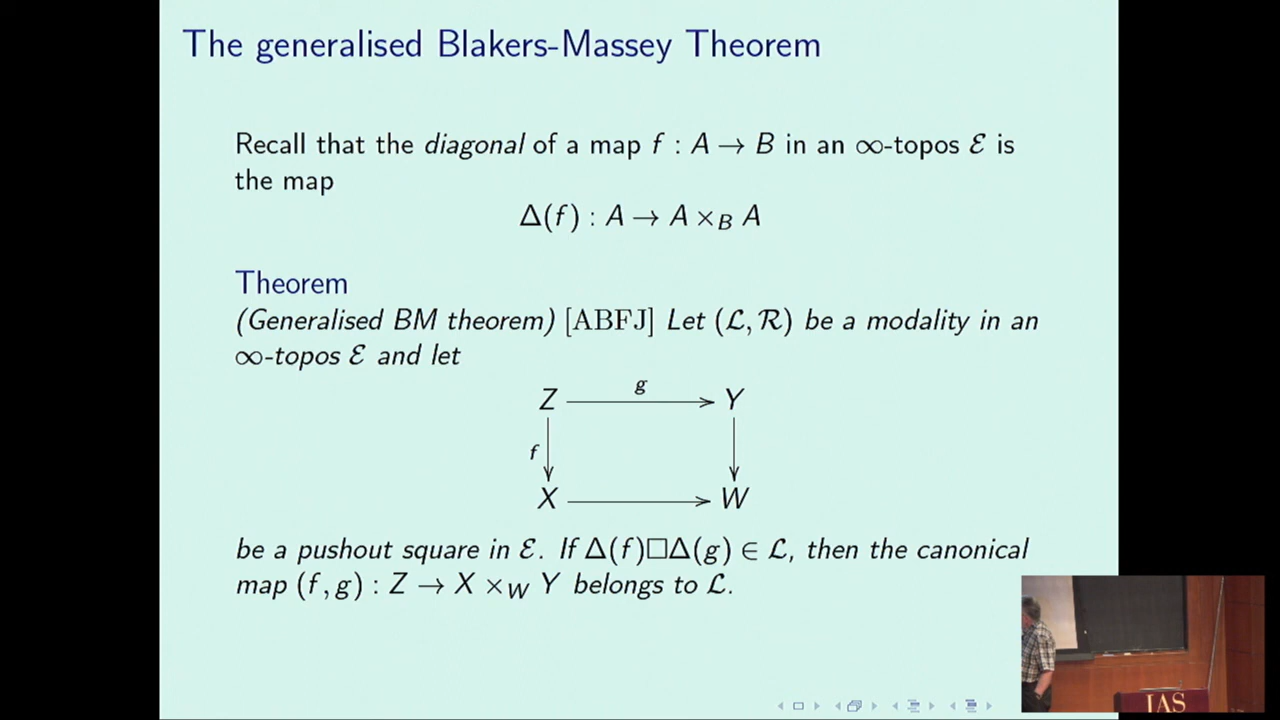 The generalised Blakers-Massey Theorem
Recall that the diagonal of a map f : A → B in an ∞-topos ℰ is
the map
Δ(f) : A → A ×_B A
Theorem
(Generalised BM theorem) [ABFJ] Let (ℒ, ℛ) be a modality in an
∞-topos ℰ and let
g
Z Y
f
X W
be a pushout square in ℰ. If Δ(f)□Δ(g) ∈ ℒ, then the canonical
map (f, g) : Z → X ×_W Y belongs to ℒ.
IAS